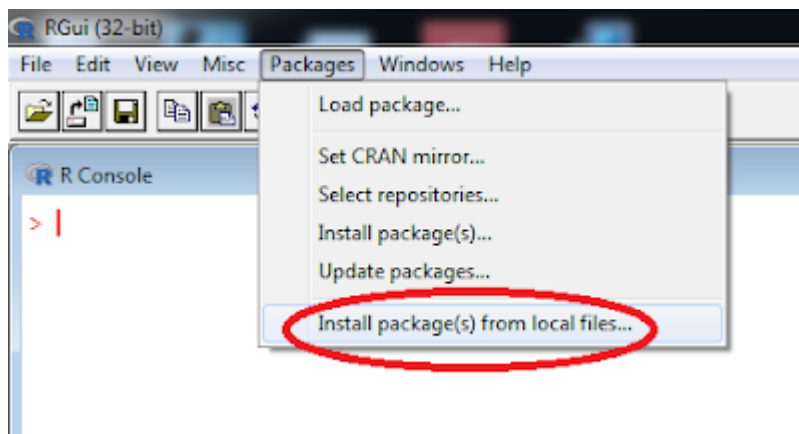 RGui (32-bit)
File Edit View Misc Packages Windows Help
Load package...
Set CRAN mirror...
Select repositories...
Install package(s)...
Update packages...
Install package(s) from local files...
R Console
>